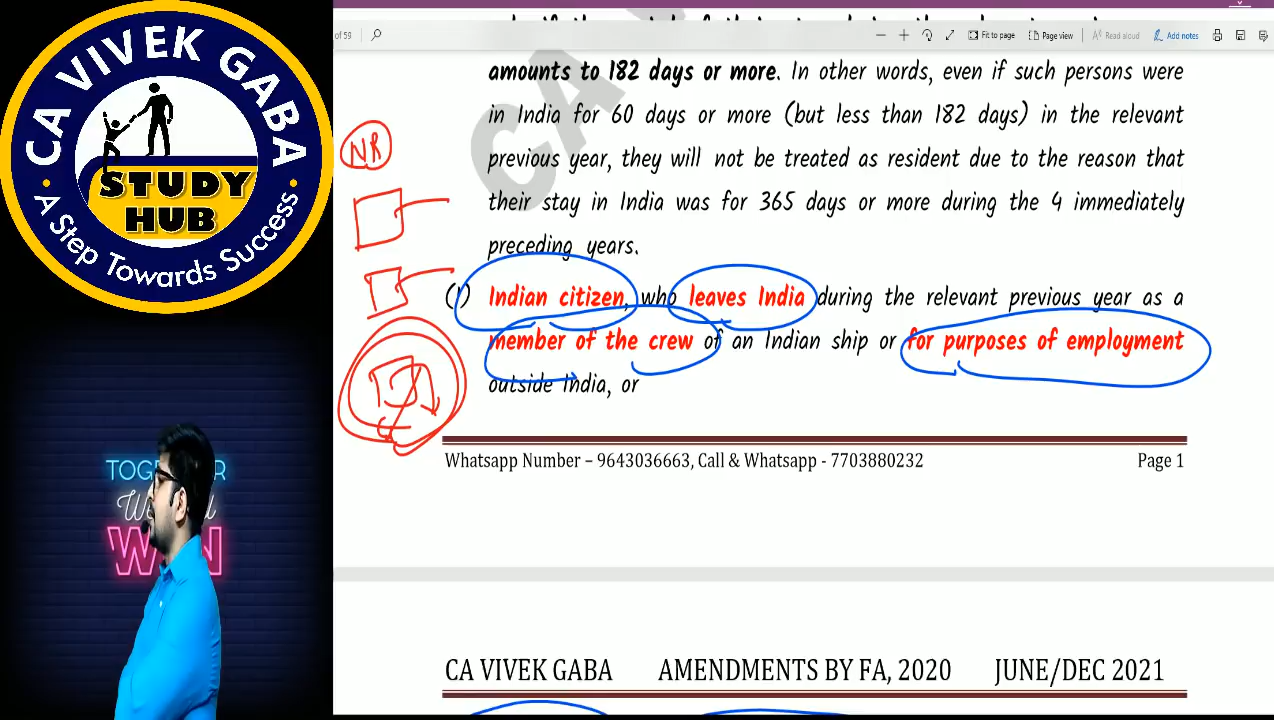 CA VIVEK GABA
STUDY
HUB
A Step Towards Success
of 59
Fit to page
Page view
Read aloud
Add notes
amounts to 182 days or more. In other words, even if such persons were
in India for 60 days or more (but less than 182 days) in the relevant
previous year, they will not be treated as resident due to the reason that
their stay in India was for 365 days or more during the 4 immediately
preceding years.
NR
(1) Indian citizen, who leaves India during the relevant previous year as a
member of the crew of an Indian ship or for purposes of employment
outside India, or
Whatsapp Number – 9643036663, Call & Whatsapp - 7703880232 Page 1
TOGETHER
WIN
CA VIVEK GABA AMENDMENTS BY FA, 2020 JUNE/DEC 2021